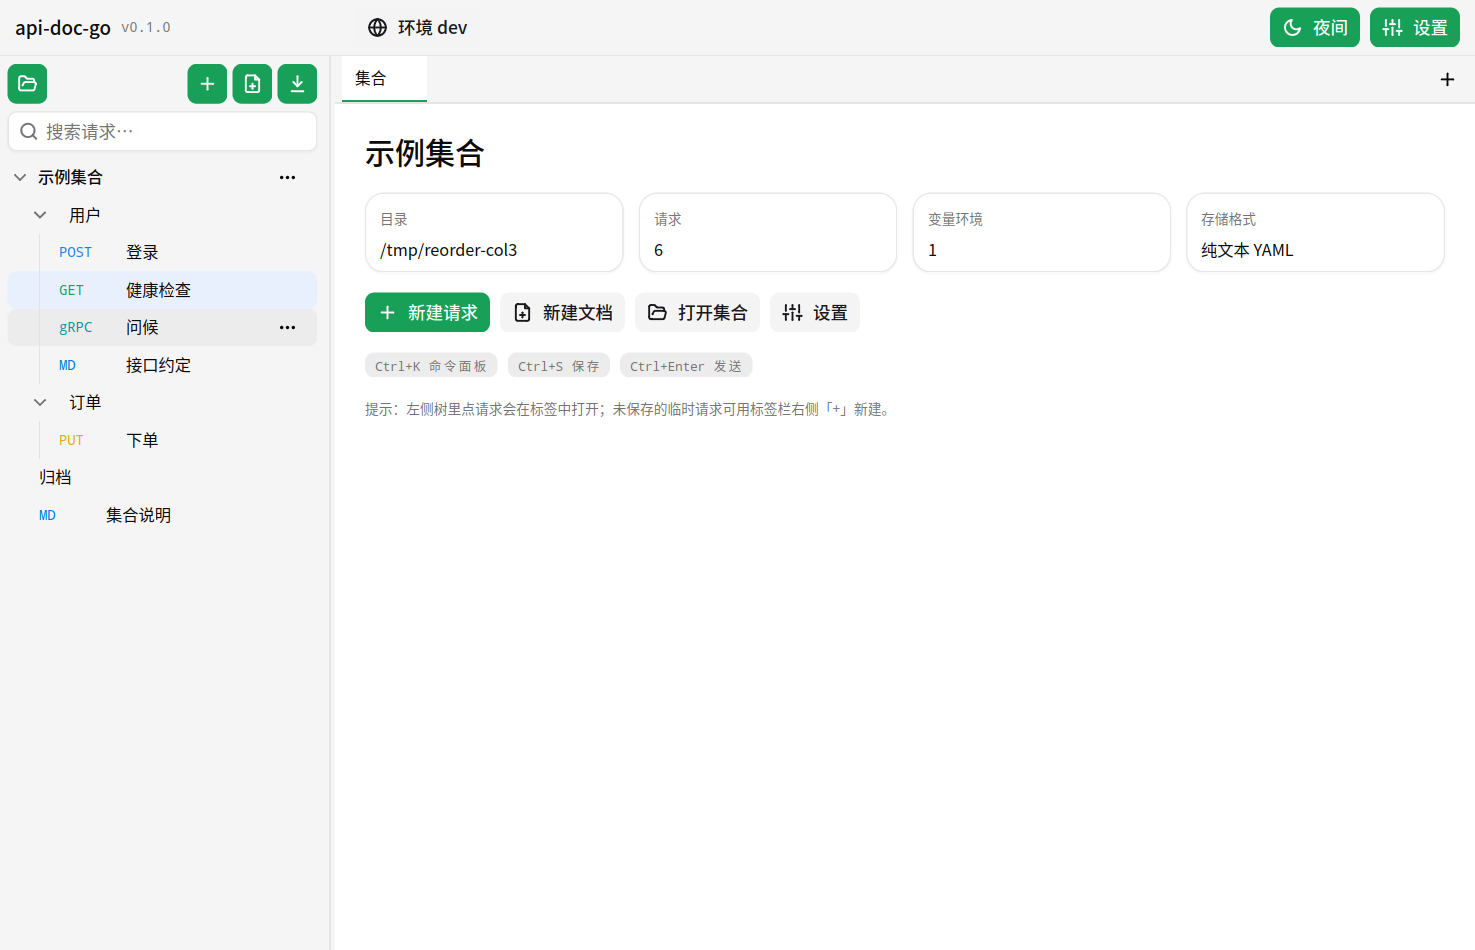 api-doc-go v0.1.0
环境 dev
夜间
设置
搜索请求…
示例集合
用户
POST 登录
GET 健康检查
gRPC 问候
MD 接口约定
订单
PUT 下单
归档
MD 集合说明
集合
示例集合
目录
/tmp/reorder-col3
请求
6
变量环境
1
存储格式
纯文本 YAML
新建请求
新建文档
打开集合
设置
Ctrl+K 命令面板
Ctrl+S 保存
Ctrl+Enter 发送
提示：左侧树里点请求会在标签中打开；未保存的临时请求可用标签栏右侧「+」新建。